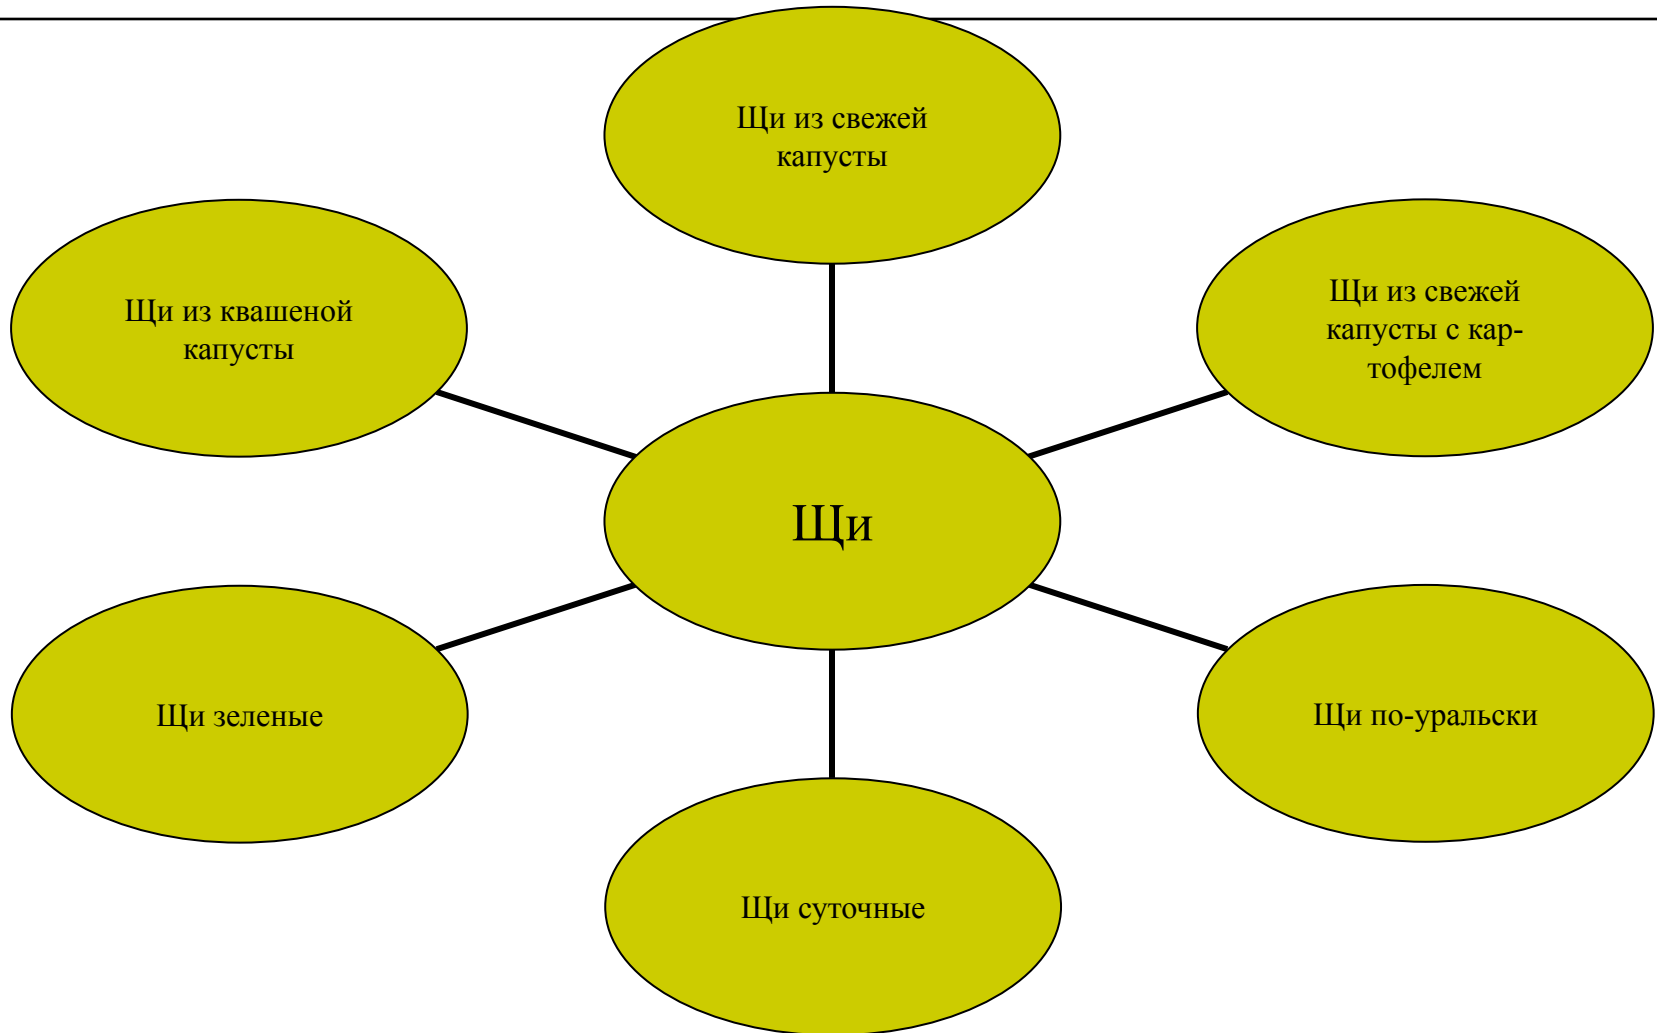 Щи из свежей
капусты
Щи из квашеной
капусты
Щи из свежей
капусты с кар-
тофелем
Щи
Щи зеленые
Щи по-уральски
Щи суточные